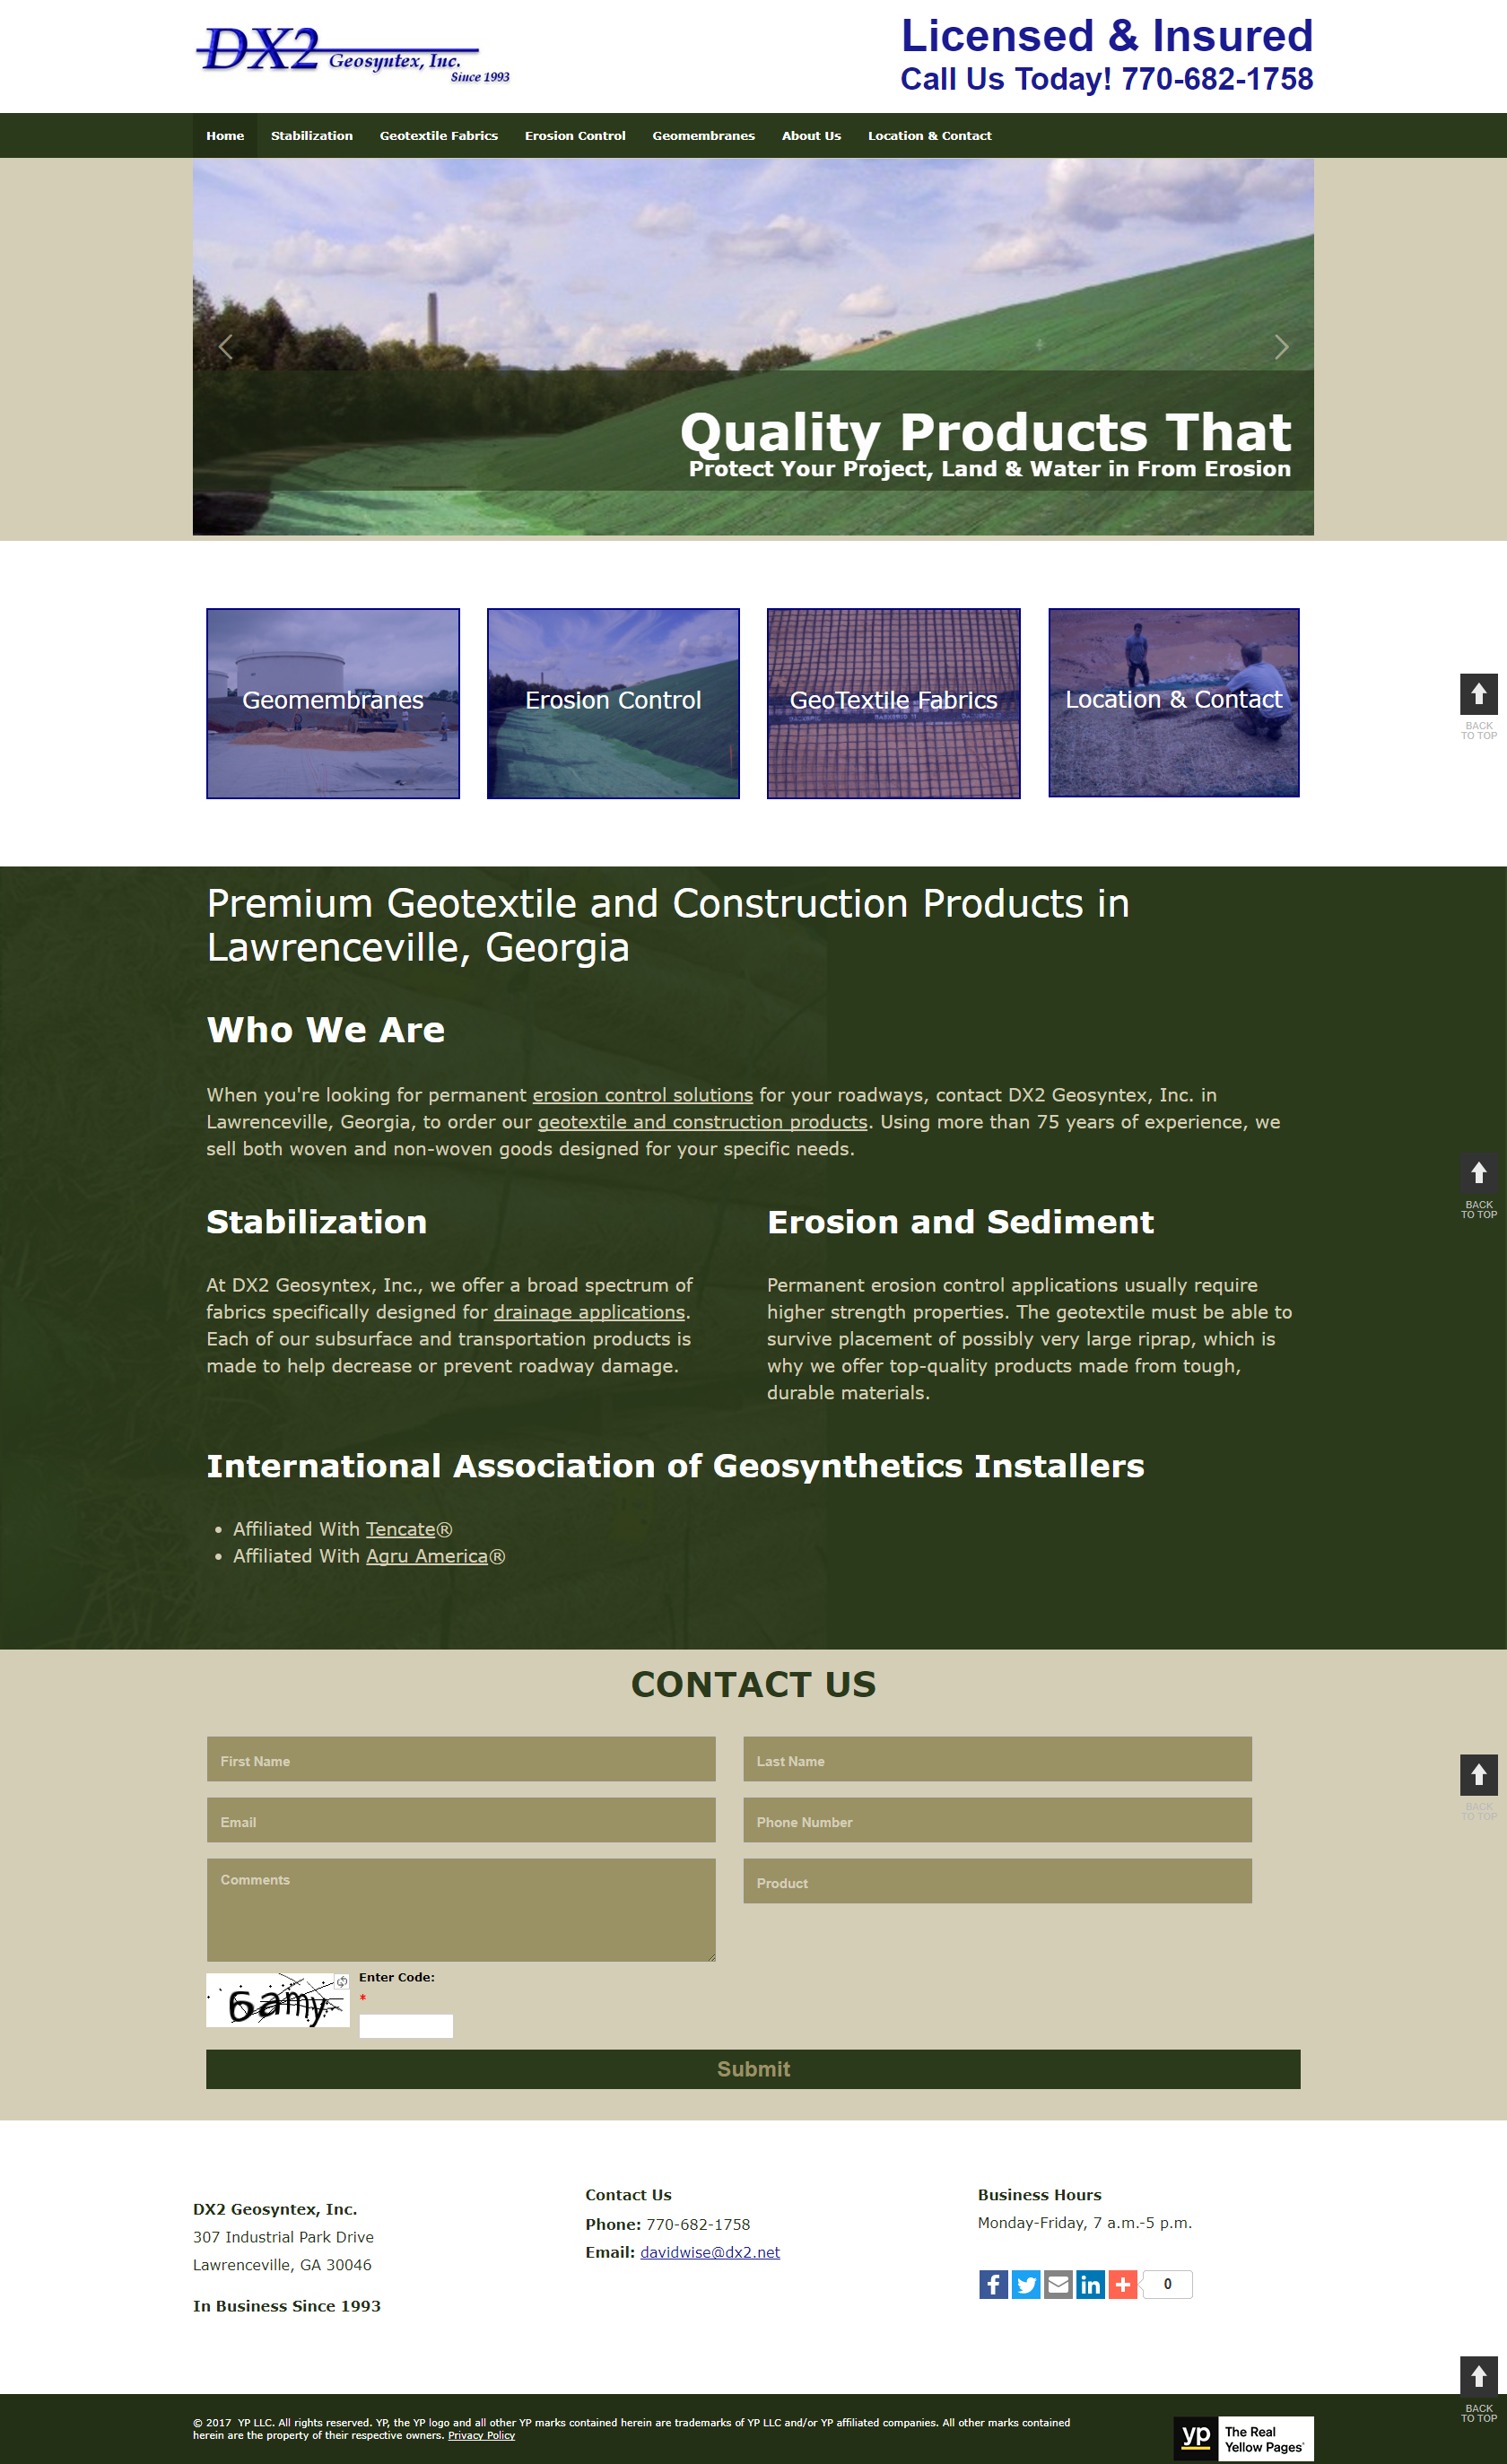 DX2 Geosyntex, Inc.
Since 1993
Licensed & Insured
Call Us Today! 770-682-1758
Home
Stabilization
Geotextile Fabrics
Erosion Control
Geomembranes
About Us
Location & Contact
Quality Products That
Protect Your Project, Land & Water in From Erosion
Geomembranes
Erosion Control
GeoTextile Fabrics
Location & Contact
BACK
TO TOP
Premium Geotextile and Construction Products in
Lawrenceville, Georgia
Who We Are
When you're looking for permanent erosion control solutions for your roadways, contact DX2 Geosyntex, Inc. in
Lawrenceville, Georgia, to order our geotextile and construction products. Using more than 75 years of experience, we
sell both woven and non-woven goods designed for your specific needs.
BACK
TO TOP
Stabilization
At DX2 Geosyntex, Inc., we offer a broad spectrum of
fabrics specifically designed for drainage applications.
Each of our subsurface and transportation products is
made to help decrease or prevent roadway damage.
Erosion and Sediment
Permanent erosion control applications usually require
higher strength properties. The geotextile must be able to
survive placement of possibly very large riprap, which is
why we offer top-quality products made from tough,
durable materials.
International Association of Geosynthetics Installers
• Affiliated With Tencate®
• Affiliated With Agru America®
CONTACT US
First Name
Last Name
Email
Phone Number
Comments
Product
BACK
TO TOP
6amy
Enter Code:
*
Submit
DX2 Geosyntex, Inc.
307 Industrial Park Drive
Lawrenceville, GA 30046
In Business Since 1993
Contact Us
Phone: 770-682-1758
Email: davidwise@dx2.net
Business Hours
Monday-Friday, 7 a.m.-5 p.m.
0
© 2017 YP LLC. All rights reserved. YP, the YP logo and all other YP marks contained herein are trademarks of YP LLC and/or YP affiliated companies. All other marks contained
herein are the property of their respective owners. Privacy Policy
yp
The Real
Yellow Pages®
BACK
TO TOP